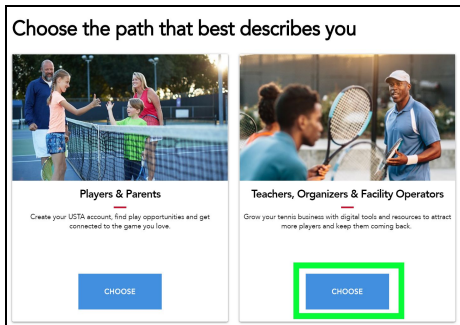 Choose the path that best describes you
Players & Parents
Create your USTA account, find play opportunities and get
connected to the game you love.
CHOOSE
Teachers, Organizers & Facility Operators
Grow your tennis business with digital tools and resources to attract
more players and keep them coming back.
CHOOSE